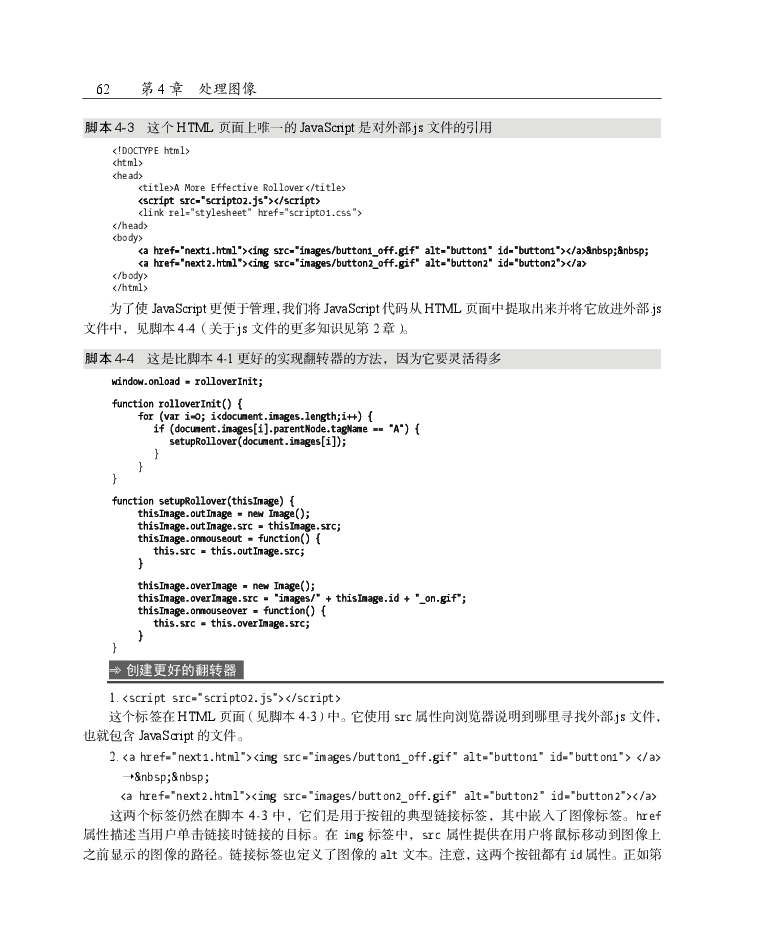 62 第 4 章 处理图像
脚本 4-3 这个 HTML 页面上唯一的 JavaScript 是对外部 js 文件的引用
<!DOCTYPE html>
<html>
<head>
<title>A More Effective Rollover</title>
<script src="script02.js"></script>
<link rel="stylesheet" href="script01.css">
</head>
<body>
<a href="next1.html"><img src="images/button1_off.gif" alt="button1" id="button1"></a>&nbsp;&nbsp;
<a href="next2.html"><img src="images/button2_off.gif" alt="button2" id="button2"></a>
</body>
</html>
为了使 JavaScript 更便于管理,我们将 JavaScript 代码从 HTML 页面中提取出来并将它放进外部 .js
文件中，见脚本 4-4（关于.js 文件的更多知识见第 2 章）。
脚本 4-4 这是比脚本 4-1 更好的实现翻转器的方法，因为它要灵活得多
window.onload = rolloverInit;
function rolloverInit() {
for (var i=0; i<document.images.length;i++) {
if (document.images[i].parentNode.tagName == "A") {
setupRollover(document.images[i]);
}
}
}
function setupRollover(thisImage) {
thisImage.outImage = new Image();
thisImage.outImage.src = thisImage.src;
thisImage.onmouseout = function() {
this.src = this.outImage.src;
}
thisImage.overImage = new Image();
thisImage.overImage.src = "images/" + thisImage.id + "_on.gif";
thisImage.onmouseover = function() {
this.src = this.overImage.src;
}
}
➾ 创建更好的翻转器
1. <script src="script02.js"></script>
这个标签在 HTML 页面（见脚本 4-3）中。它使用 src 属性向浏览器说明到哪里寻找外部.js 文件，
也就包含 JavaScript 的文件。
2. <a href="next1.html"><img src="images/button1_off.gif" alt="button1" id="button1"> </a>
→&nbsp;&nbsp;
<a href="next2.html"><img src="images/button2_off.gif" alt="button2" id="button2"></a>
这两个标签仍然在脚本 4-3 中，它们是用于按钮的典型链接标签，其中嵌入了图像标签。href
属性描述当用户单击链接时链接的目标。在 img 标签中，src 属性提供在用户将鼠标移动到图像上
之前显示的图像的路径。链接标签也定义了图像的 alt 文本。注意，这两个按钮都有 id 属性。正如第